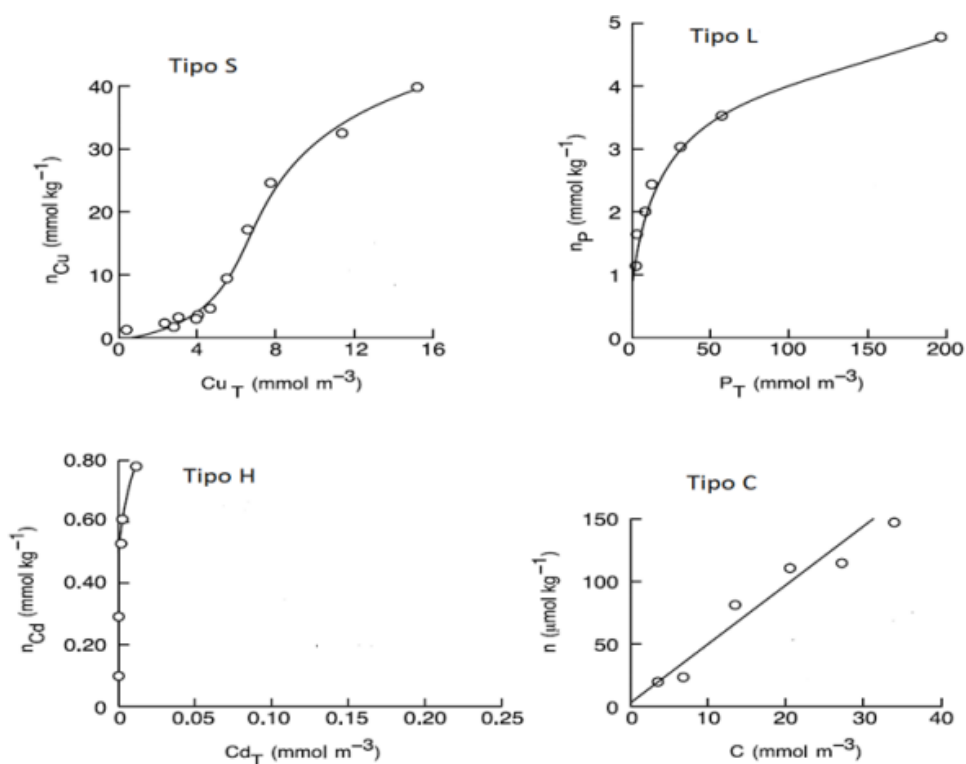 Tipo S
40
30
20
10
0
n_Cu (mmol kg⁻¹)
0 4 8 12 16
Cu_T (mmol m⁻³)
Tipo L
5
4
3
2
1
0
n_P (mmol kg⁻¹)
0 50 100 150 200
P_T (mmol m⁻³)
Tipo H
0.80
0.60
0.40
0.20
0
n_Cd (mmol kg⁻¹)
0 0.05 0.10 0.15 0.20 0.25
Cd_T (mmol m⁻³)
Tipo C
150
100
50
0
n (μmol kg⁻¹)
0 10 20 30 40
C (mmol m⁻³)